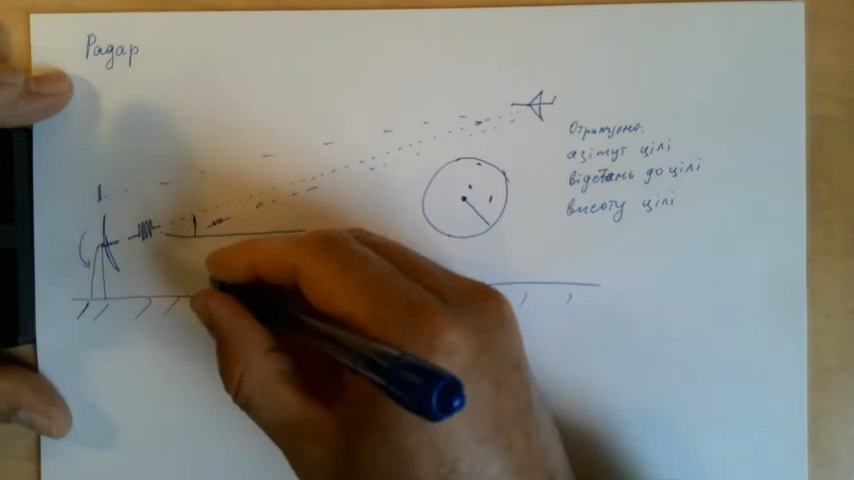 Радар
Отримуємо:
азімут цілі
відстань до цілі
висоту цілі